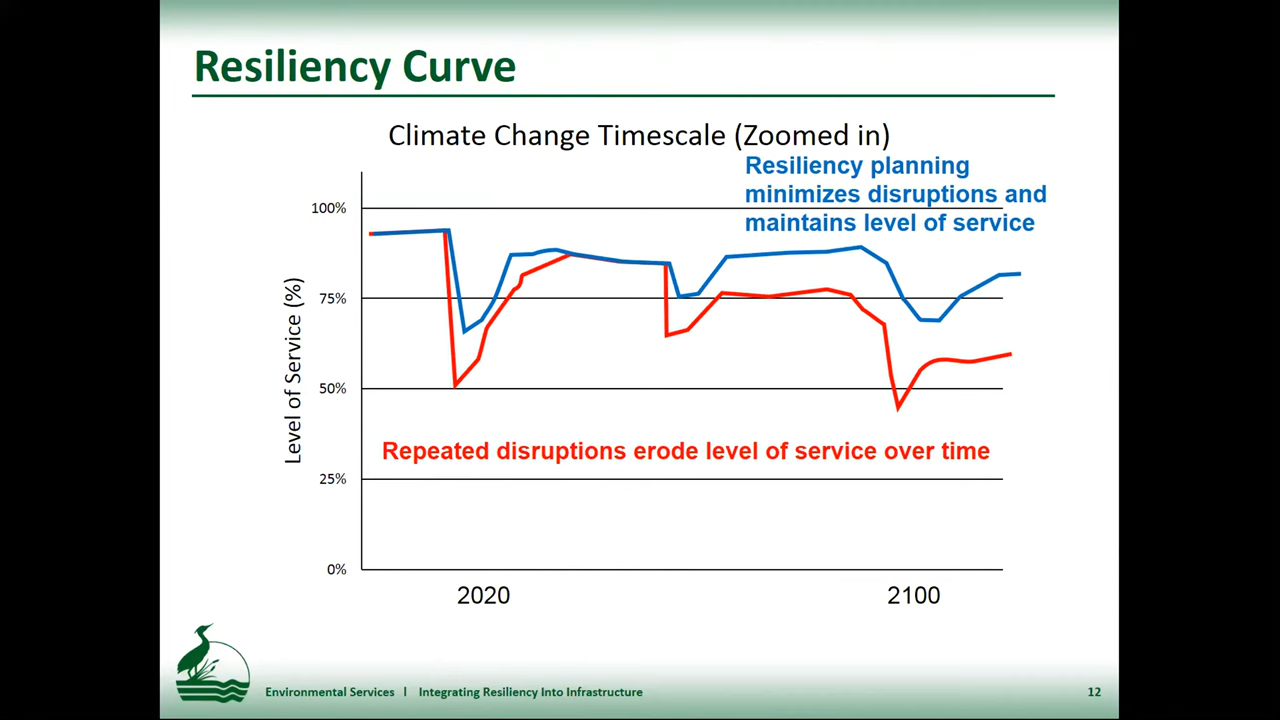 Resiliency Curve
Climate Change Timescale (Zoomed in)
Resiliency planning
minimizes disruptions and
maintains level of service
100%
75%
50%
25%
0%
Level of Service (%)
Repeated disruptions erode level of service over time
2020
2100
Environmental Services | Integrating Resiliency Into Infrastructure
12